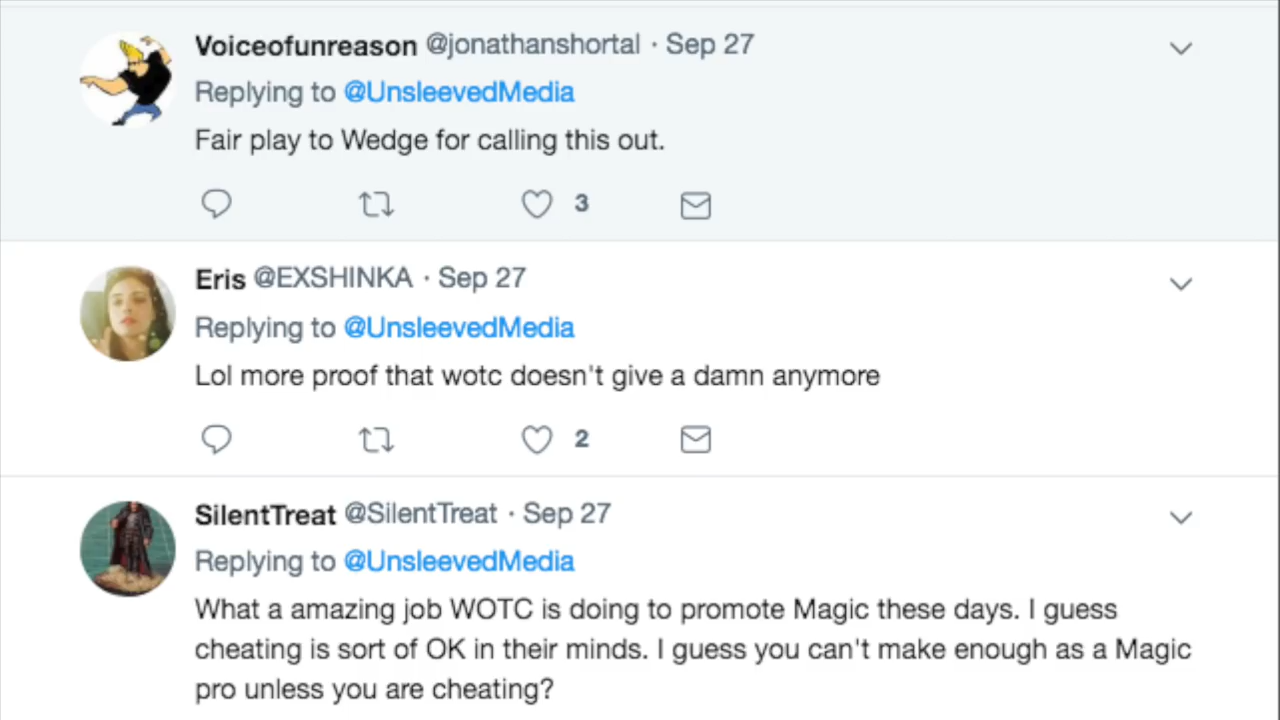 Voiceofunreason @jonathanshortal · Sep 27
Replying to @UnsleevedMedia
Fair play to Wedge for calling this out.
3
Eris @EXSHINKA · Sep 27
Replying to @UnsleevedMedia
Lol more proof that wotc doesn't give a damn anymore
2
SilentTreat @SilentTreat · Sep 27
Replying to @UnsleevedMedia
What a amazing job WOTC is doing to promote Magic these days. I guess
cheating is sort of OK in their minds. I guess you can't make enough as a Magic
pro unless you are cheating?